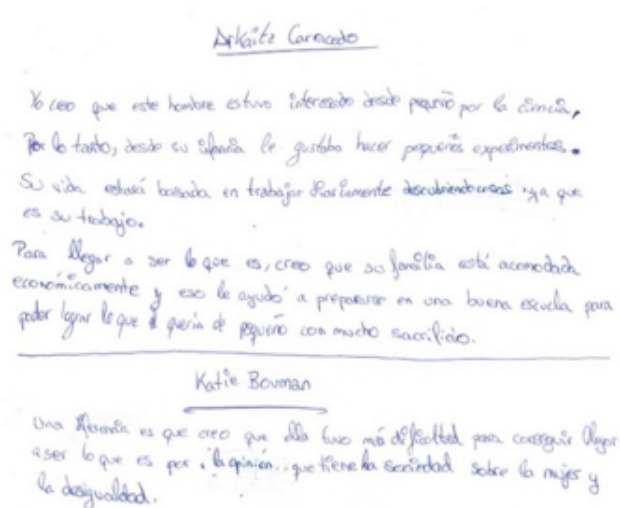 Arkaitz Carracedo
Yo creo que este hombre estuvo interesado desde pequeño por la ciencia,
Por lo tanto, desde su infancia le gustaba hacer pequeños experimentos.
Su vida estará basada en trabajar diariamente descubriendo cosas ya que
es su trabajo.
Para llegar a ser lo que es, creo que su família está acomodada
económicamente y eso le ayudó a prepararse en una buena escuela para
poder lograr lo que él quería de pequeño con mucho sacrificio.
Katie Bouman
Una es que creo que ella tuvo más dificultad para conseguir llegar
a ser lo que es por la opinión que tiene la sociedad sobre la mujer y
la desigualdad.